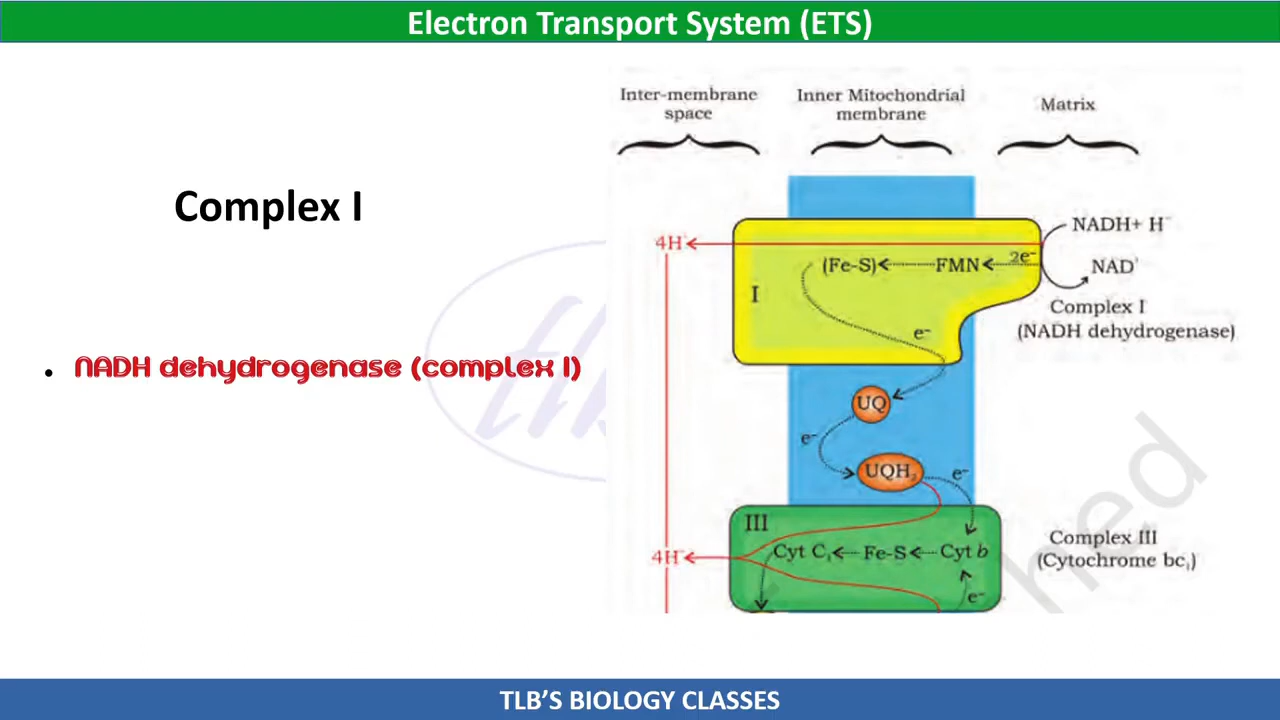 Electron Transport System (ETS)
Inter-membrane
space
Inner Mitochondrial
membrane
Matrix
Complex I
4H⁺
NADH+ H⁺
(Fe-S)
FMN
2e⁻
NAD⁺
I
Complex I
(NADH dehydrogenase)
e⁻
• NADH dehydrogenase (complex I)
UQ
e⁻
UQH₂
e⁻
III
Complex III
(Cytochrome bc₁)
4H⁺
Cyt C₁
Fe-S
Cyt b
e⁻
hed
TLB'S BIOLOGY CLASSES